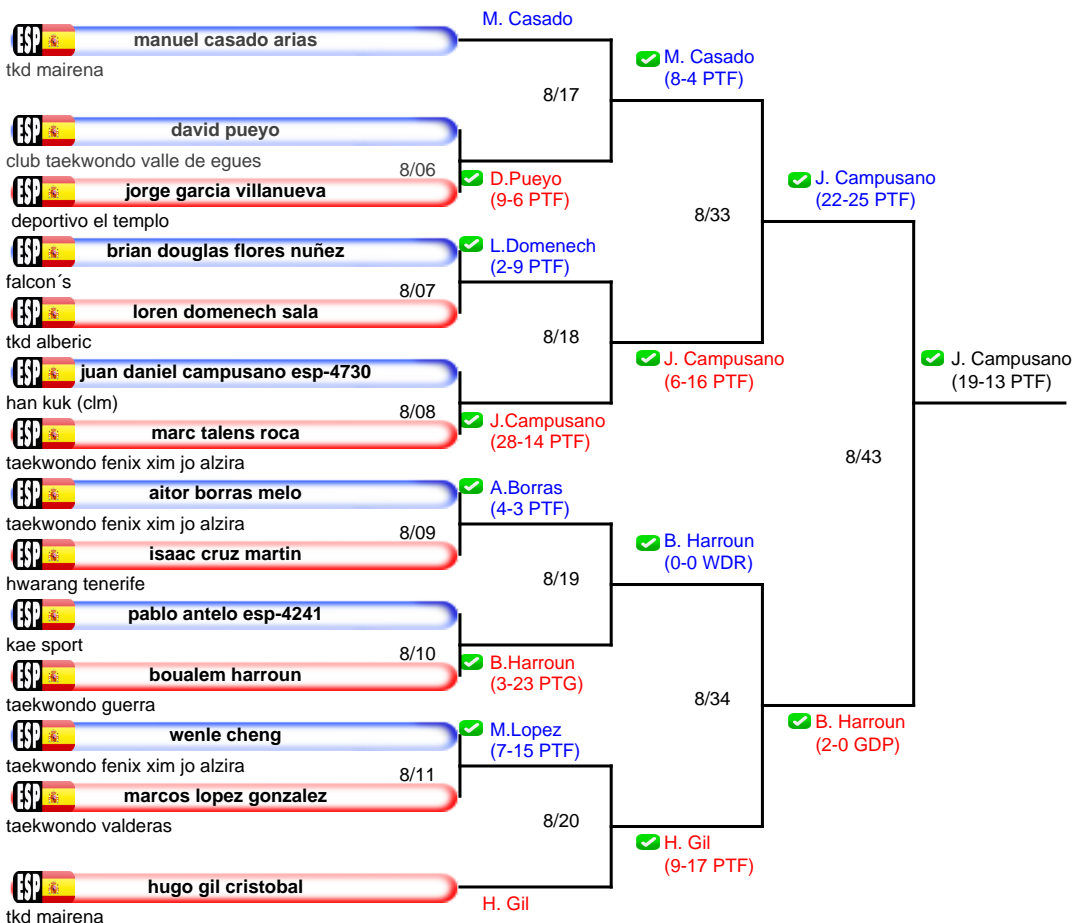 ESP manuel casado arias
tkd mairena
ESP david pueyo
club taekwondo valle de egues
8/06
ESP jorge garcia villanueva
deportivo el templo
ESP brian douglas flores nuñez
falcon´s
8/07
ESP loren domenech sala
tkd alberic
ESP juan daniel campusano esp-4730
han kuk (clm)
8/08
ESP marc talens roca
taekwondo fenix xim jo alzira
ESP aitor borras melo
taekwondo fenix xim jo alzira
8/09
ESP isaac cruz martin
hwarang tenerife
ESP pablo antelo esp-4241
kae sport
8/10
ESP boualem harroun
taekwondo guerra
ESP wenle cheng
taekwondo fenix xim jo alzira
8/11
ESP marcos lopez gonzalez
taekwondo valderas
ESP hugo gil cristobal
tkd mairena
M. Casado
8/17
D.Pueyo
(9-6 PTF)
L.Domenech
(2-9 PTF)
8/18
J.Campusano
(28-14 PTF)
A.Borras
(4-3 PTF)
8/19
B.Harroun
(3-23 PTG)
M.Lopez
(7-15 PTF)
8/20
H. Gil
M. Casado
(8-4 PTF)
8/33
J. Campusano
(6-16 PTF)
B. Harroun
(0-0 WDR)
8/34
H. Gil
(9-17 PTF)
J. Campusano
(22-25 PTF)
8/43
B. Harroun
(2-0 GDP)
J. Campusano
(19-13 PTF)